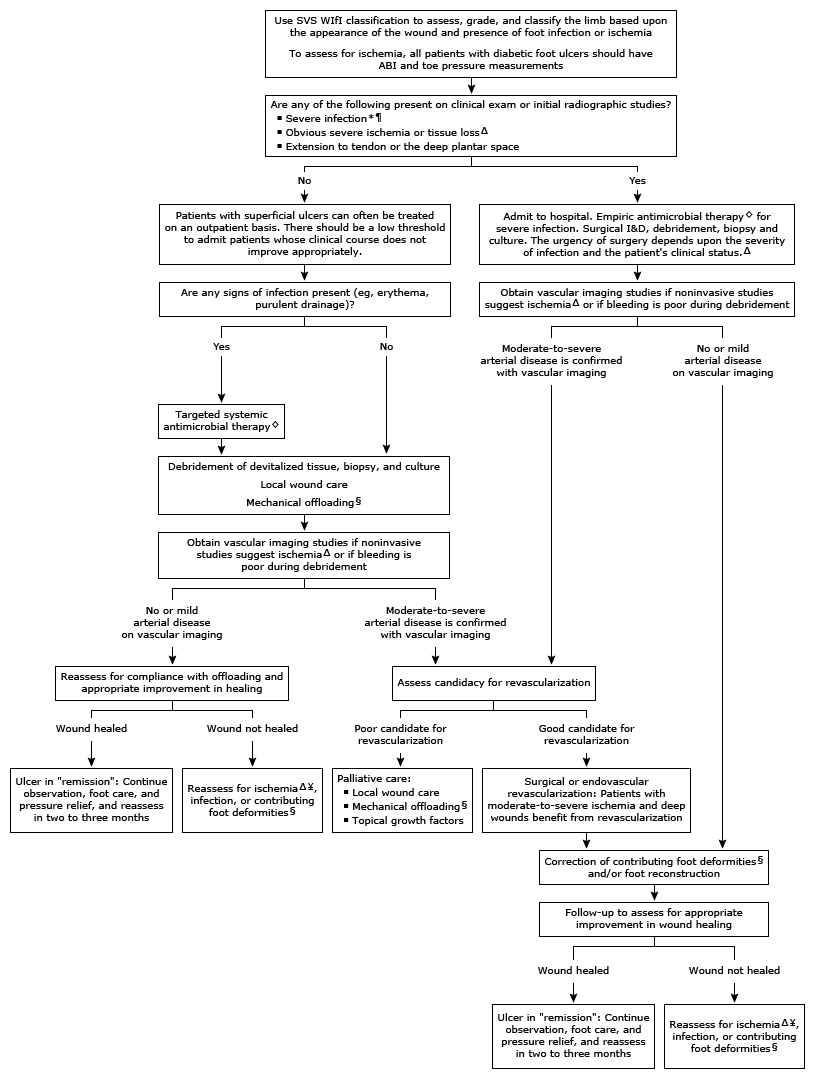 Use SVS WIfI classification to assess, grade, and classify the limb based upon
the appearance of the wound and presence of foot infection or ischemia
To assess for ischemia, all patients with diabetic foot ulcers should have
ABI and toe pressure measurements
Are any of the following present on clinical exam or initial radiographic studies?
▪ Severe infection*¶
▪ Obvious severe ischemia or tissue lossΔ
▪ Extension to tendon or the deep plantar space
No
Yes
Patients with superficial ulcers can often be treated
on an outpatient basis. There should be a low threshold
to admit patients whose clinical course does not
improve appropriately.
Admit to hospital. Empiric antimicrobial therapy◇ for
severe infection. Surgical I&D, debridement, biopsy and
culture. The urgency of surgery depends upon the severity
of infection and the patient's clinical status.Δ
Are any signs of infection present (eg, erythema,
purulent drainage)?
Obtain vascular imaging studies if noninvasive studies
suggest ischemiaΔ or if bleeding is poor during debridement
Yes
No
Moderate-to-severe
arterial disease is confirmed
with vascular imaging
No or mild
arterial disease
on vascular imaging
Targeted systemic
antimicrobial therapy◇
Debridement of devitalized tissue, biopsy, and culture
Local wound care
Mechanical offloading§
Obtain vascular imaging studies if noninvasive
studies suggest ischemiaΔ or if bleeding is
poor during debridement
No or mild
arterial disease
on vascular imaging
Moderate-to-severe
arterial disease is confirmed
with vascular imaging
Reassess for compliance with offloading and
appropriate improvement in healing
Assess candidacy for revascularization
Wound healed
Wound not healed
Poor candidate for
revascularization
Good candidate for
revascularization
Ulcer in "remission": Continue
observation, foot care, and
pressure relief, and reassess
in two to three months
Reassess for ischemiaΔ¥,
infection, or contributing
foot deformities§
Palliative care:
▪ Local wound care
▪ Mechanical offloading§
▪ Topical growth factors
Surgical or endovascular
revascularization: Patients with
moderate-to-severe ischemia and deep
wounds benefit from revascularization
Correction of contributing foot deformities§
and/or foot reconstruction
Follow-up to assess for appropriate
improvement in wound healing
Wound healed
Wound not healed
Ulcer in "remission": Continue
observation, foot care, and
pressure relief, and reassess
in two to three months
Reassess for ischemiaΔ¥,
infection, or contributing
foot deformities§